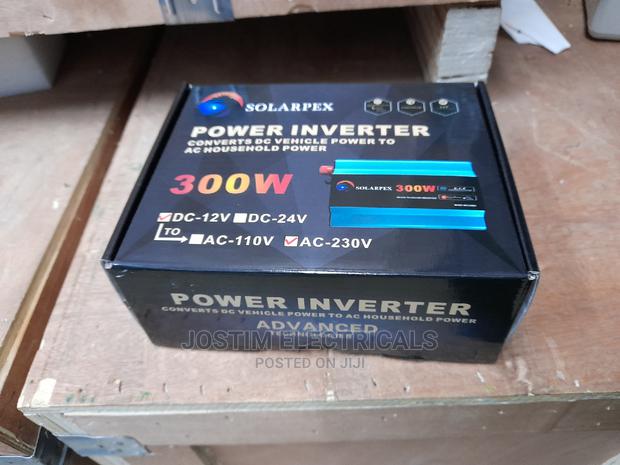 SOLARPEX
POWER INVERTER
CONVERTS DC VEHICLE POWER TO
AC HOUSEHOLD POWER
300W
SOLARPEX 300W
DC-12V DC-24V
TO
AC-110V AC-230V
POWER INVERTER
CONVERTS DC VEHICLE POWER TO AC HOUSEHOLD POWER
ADVANCED
JOSTIM ELECTRICALS
POSTED ON JIJI